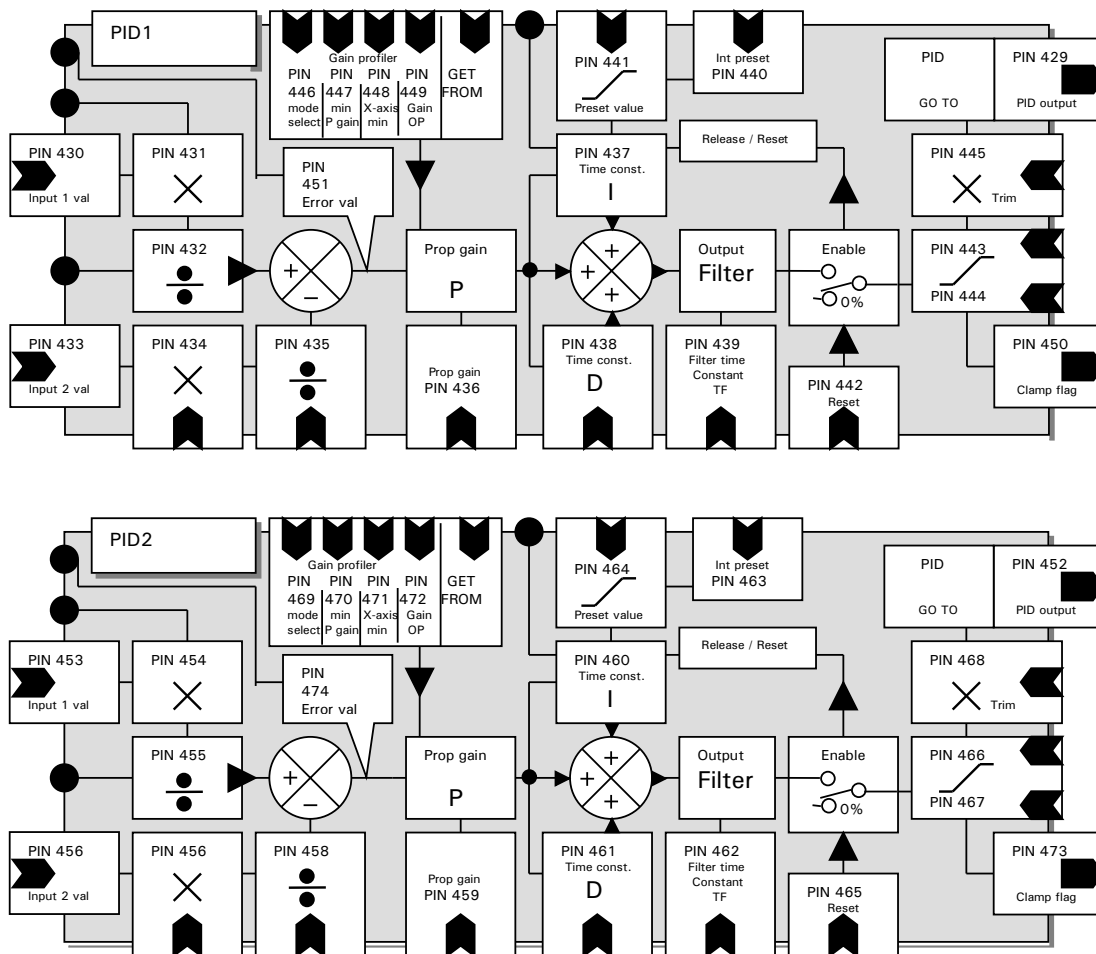 PID1
Gain profiler
PIN PIN PIN PIN GET
446 447 448 449 FROM
mode min X-axis Gain
select P gain min OP
PIN 441
Preset value
Int preset
PIN 440
PID
GO TO
PIN 429
PID output
PIN 430
Input 1 val
PIN 431
PIN
451
Error val
PIN 437
Time const.
I
Release / Reset
PIN 445
Trim
PIN 432
+
–
Prop gain
P
+
+
+
Output
Filter
Enable
0%
PIN 443
PIN 444
PIN 433
Input 2 val
PIN 434
PIN 435
Prop gain
PIN 436
PIN 438
Time const.
D
PIN 439
Filter time
Constant
TF
PIN 442
Reset
PIN 450
Clamp flag
PID2
Gain profiler
PIN PIN PIN PIN GET
469 470 471 472 FROM
mode min X-axis Gain
select P gain min OP
PIN 464
Preset value
Int preset
PIN 463
PID
GO TO
PIN 452
PID output
PIN 453
Input 1 val
PIN 454
PIN
474
Error val
PIN 460
Time const.
I
Release / Reset
PIN 468
Trim
PIN 455
+
–
Prop gain
P
+
+
+
Output
Filter
Enable
0%
PIN 466
PIN 467
PIN 456
Input 2 val
PIN 456
PIN 458
Prop gain
PIN 459
PIN 461
Time const.
D
PIN 462
Filter time
Constant
TF
PIN 465
Reset
PIN 473
Clamp flag